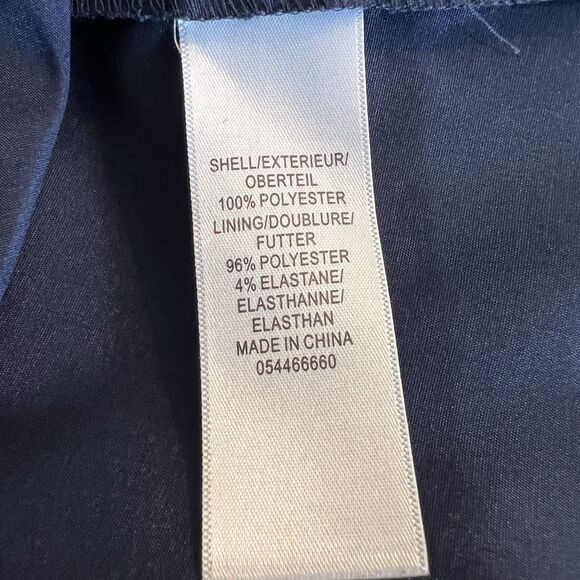 SHELL/EXTERIEUR/
OBERTEIL
100% POLYESTER
LINING/DOUBLURE/
FUTTER
96% POLYESTER
4% ELASTANE/
ELASTHANNE/
ELASTHAN
MADE IN CHINA
054466660